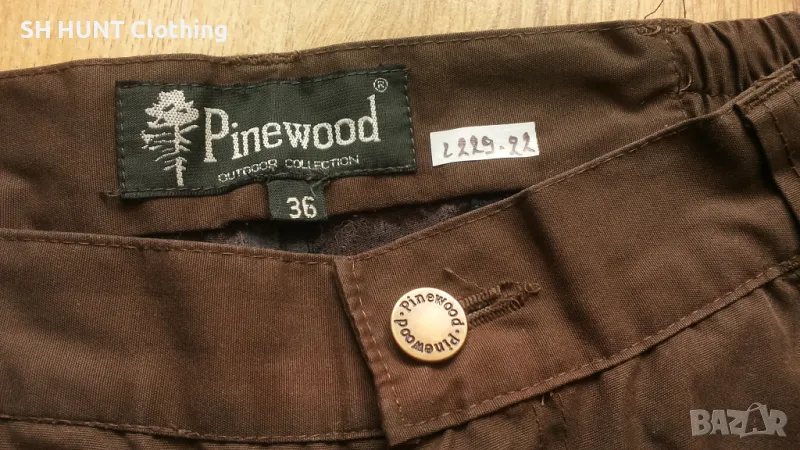 SH HUNT Clothing
Pinewood®
OUTDOOR COLLECTION
36
2229-22
Pinewood · Pinewood ·
BAZAR